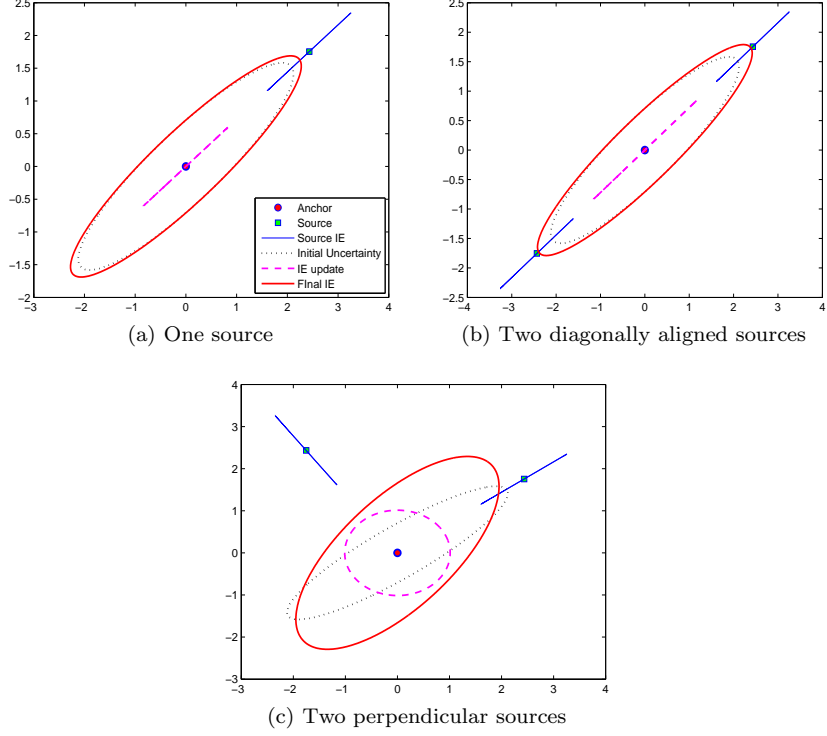 2.5
2
1.5
1
0.5
0
−0.5
−1
−1.5
−2
−3 −2 −1 0 1 2 3 4
Anchor
Source
Source IE
Initial Uncertainty
IE update
FInal IE
(a) One source
2.5
2
1.5
1
0.5
0
−0.5
−1
−1.5
−2
−2.5
−4 −3 −2 −1 0 1 2 3 4
(b) Two diagonally aligned sources
4
3
2
1
0
−1
−2
−3
−3 −2 −1 0 1 2 3 4
(c) Two perpendicular sources